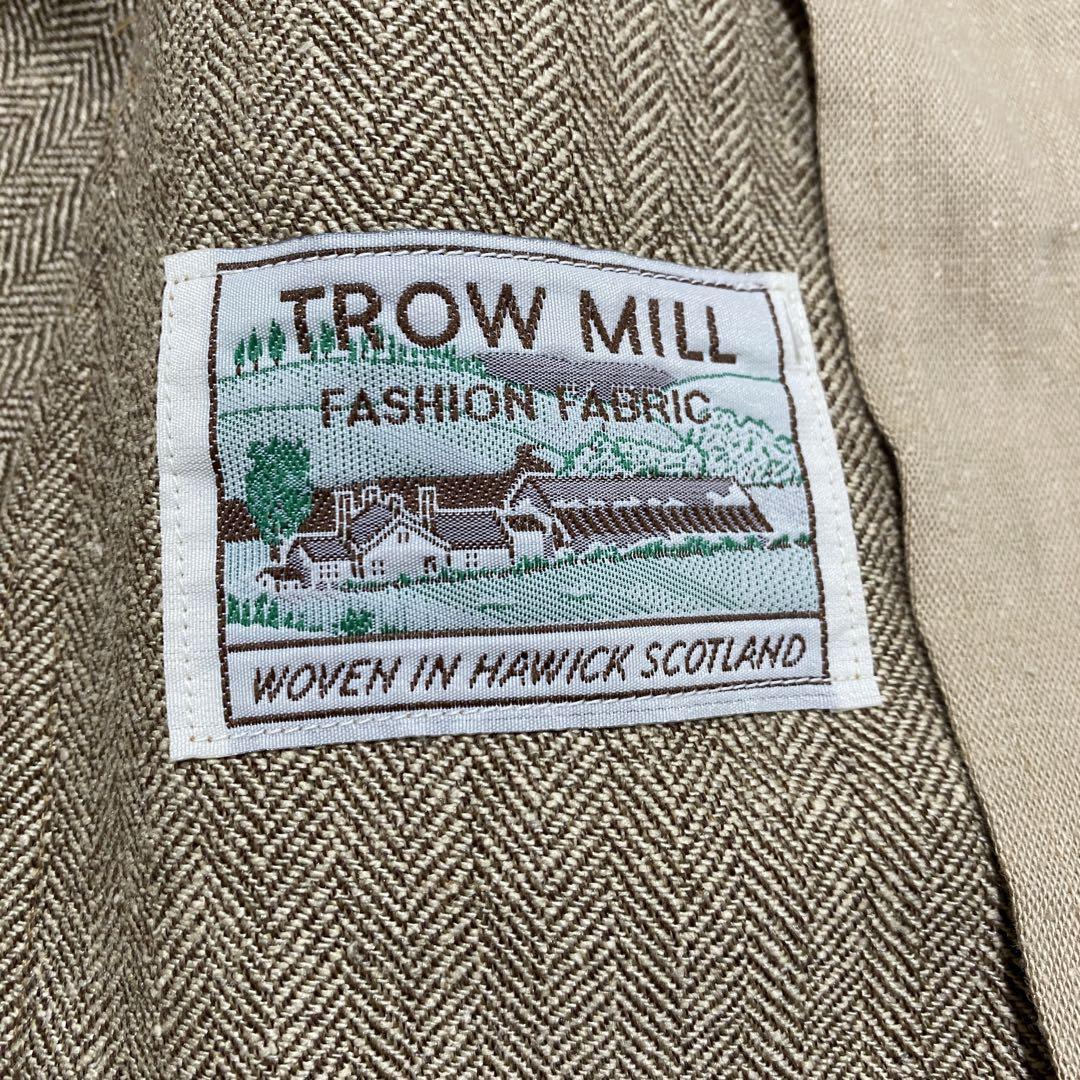 TROW MILL
FASHION FABRIC
WOVEN IN HAWICK SCOTLAND